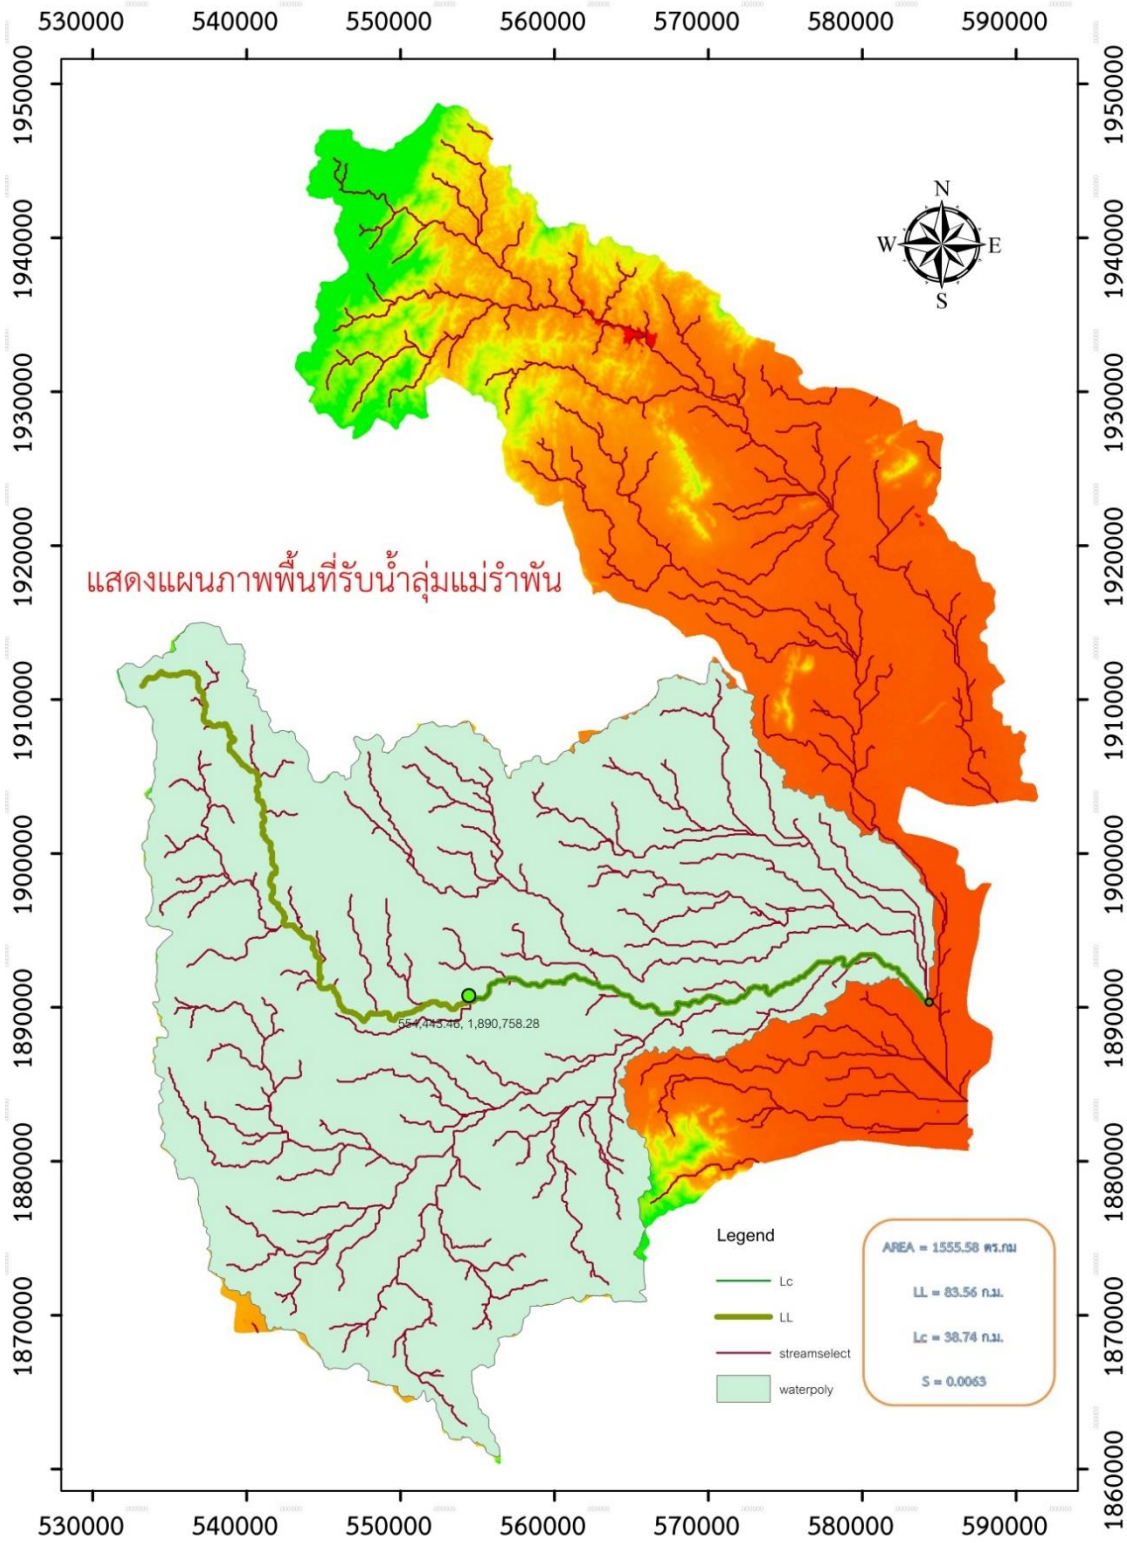 530000 540000 550000 560000 570000 580000 590000
1950000 1950000
1940000 1940000
1930000 1930000
1920000 1920000
1910000 1910000
1900000 1900000
1890000 1890000
1880000 1880000
1870000 1870000
1860000
N
W E
S
แสดงแผนภาพพื้นที่รับน้ำลุ่มแม่รำพัน
554,445.46, 1,890,758.28
Legend
Lc
LL
streamselect
waterpoly
AREA = 1555.58 ตร.กม
LL = 83.56 ก.ม.
Lc = 38.74 ก.ม.
S = 0.0063
530000 540000 550000 560000 570000 580000 590000